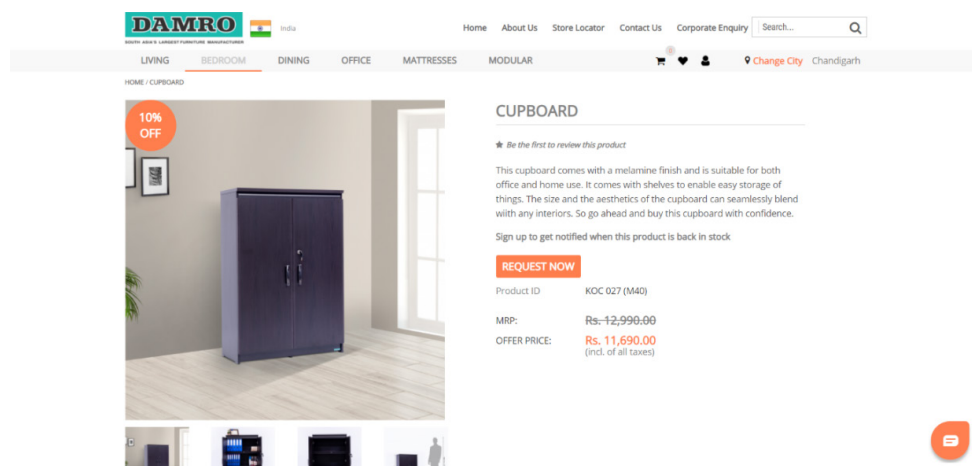 DAMRO
SOUTH ASIA'S LARGEST FURNITURE MANUFACTURER
India
Home About Us Store Locator Contact Us Corporate Enquiry Search...
LIVING BEDROOM DINING OFFICE MATTRESSES MODULAR
0
Change City Chandigarh
HOME / CUPBOARD
10%
OFF
CUPBOARD
Be the first to review this product
This cupboard comes with a melamine finish and is suitable for both
office and home use. It comes with shelves to enable easy storage of
things. The size and the aesthetics of the cupboard can seamlessly blend
wiith any interiors. So go ahead and buy this cupboard with confidence.
Sign up to get notified when this product is back in stock
REQUEST NOW
Product ID KOC 027 (M40)
MRP: Rs. 12,990.00
OFFER PRICE: Rs. 11,690.00
(incl. of all taxes)